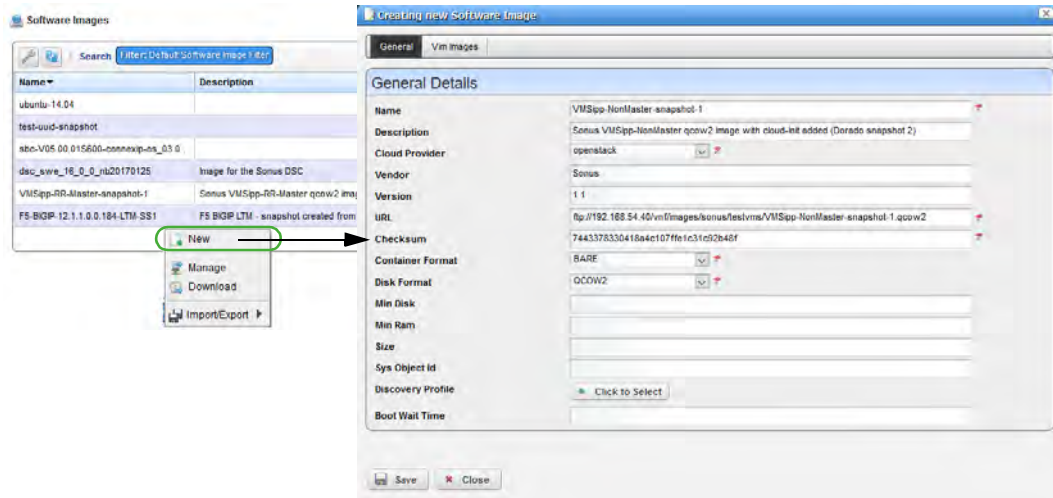 Software Images
Search Filter: Default Software Image Filter
Name Description
ubuntu-14.04
test-uud-snapshot
sbc-V05.00.01S600-connexip-os_03.0
dsc_swe_16_0_0_nb20170125 Image for the Sonus DSC
VMSipp-RR-Master-snapshot-1 Sonus VMSipp-RR-Master qcow2 imag
F5-BIGIP-12.1.1.0.0.184-LTM-SS1 F5 BIGIP LTM - snapshot created from
New
Manage
Download
Import/Export
Creating new Software Image
General Vim Images
General Details
Name VMSipp-NonMaster-snapshot-1
Description Sonus VMSipp-NonMaster qcow2 image with cloud-init added (Dorado snapshot 2)
Cloud Provider openstack
Vendor Sonus
Version 1.1
URL ftp://192.168.54.40/vnf/images/sonus/testvms/VMSipp-NonMaster-snapshot-1.qcow2
Checksum 7443378330418a4c107ffe1c31c92b48f
Container Format BARE
Disk Format QCOW2
Min Disk
Min Ram
Size
Sys Object Id
Discovery Profile Click to Select
Boot Wait Time
Save Close